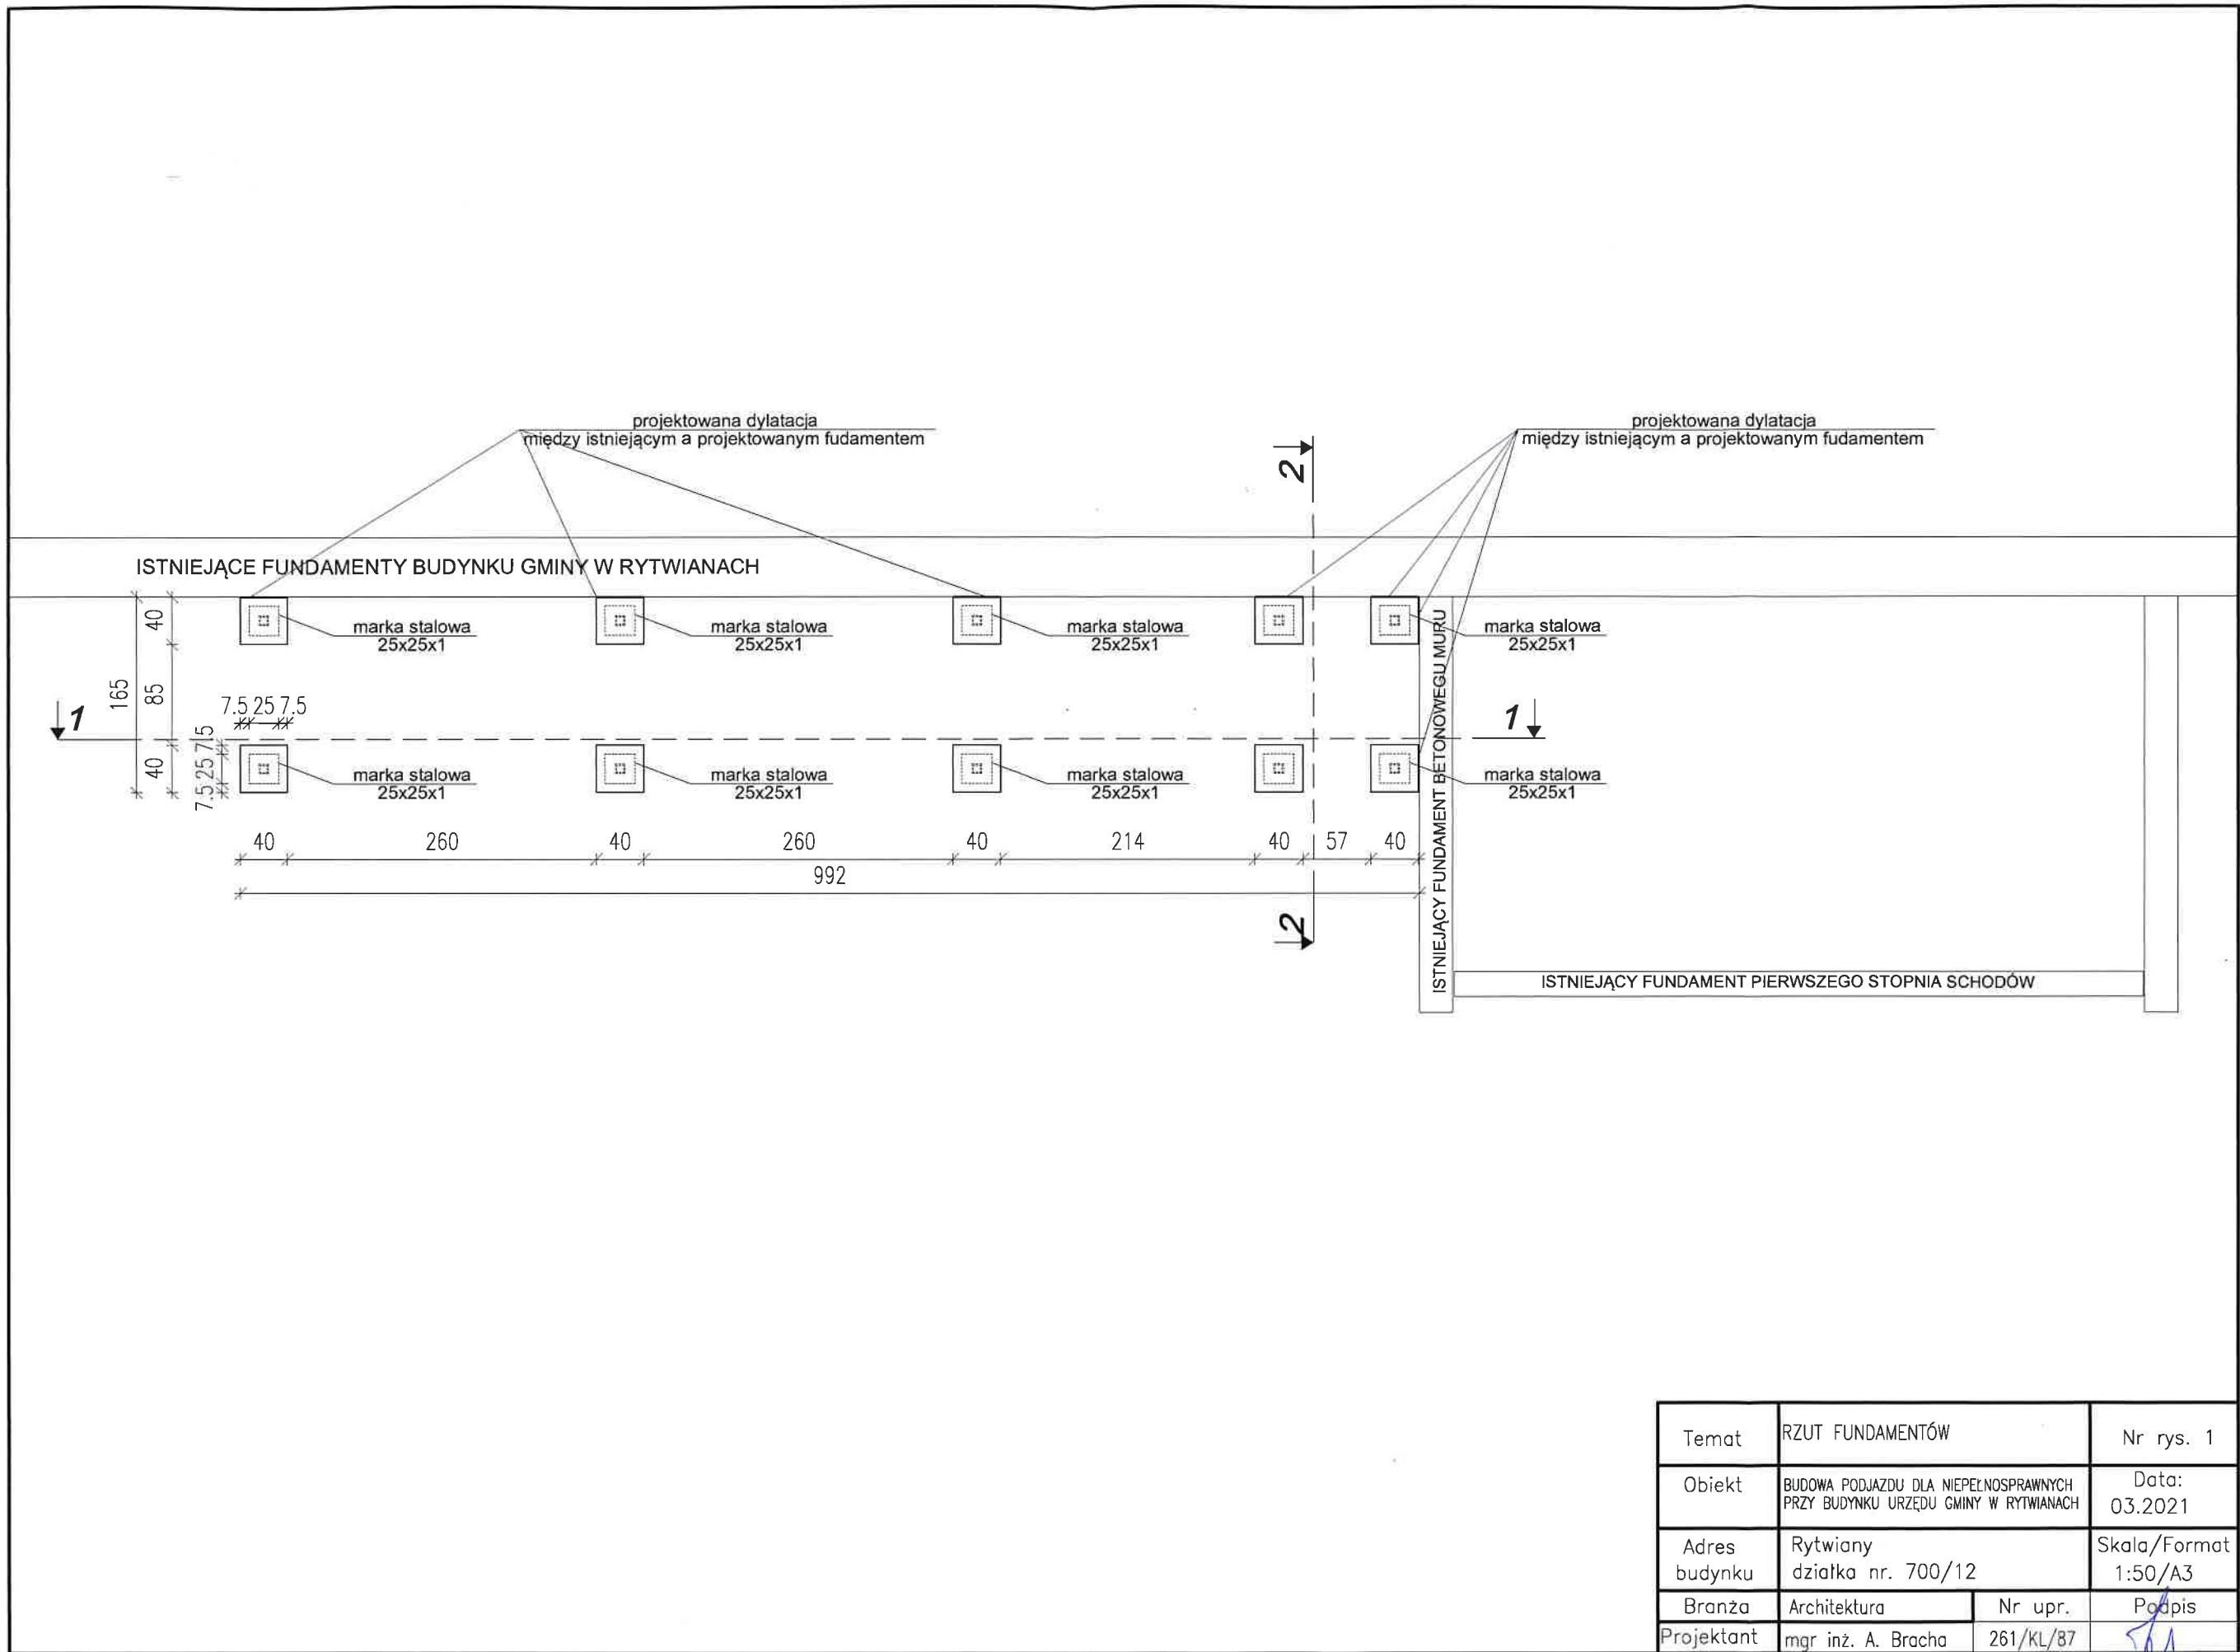 projektowana dylatacja
między istniejącym a projektowanym fudamentem
projektowana dylatacja
między istniejącym a projektowanym fudamentem
2
ISTNIEJĄCE FUNDAMENTY BUDYNKU GMINY W RYTWIANACH
marka stalowa
25x25x1
marka stalowa
25x25x1
marka stalowa
25x25x1
marka stalowa
25x25x1
40
85
40
165
7.5 25 7.5
7.5 25 7.5
1
1
marka stalowa
25x25x1
marka stalowa
25x25x1
marka stalowa
25x25x1
marka stalowa
25x25x1
40 260 40 260 40 214 40 57 40
992
2
ISTNIEJĄCY FUNDAMENT BETONOWEGU MURU
ISTNIEJĄCY FUNDAMENT PIERWSZEGO STOPNIA SCHODÓW
Temat RZUT FUNDAMENTÓW Nr rys. 1
Obiekt BUDOWA PODJAZDU DLA NIEPEŁNOSPRAWNYCH
PRZY BUDYNKU URZĘDU GMINY W RYTWIANACH
Data:
03.2021
Adres
budynku
Rytwiany
działka nr. 700/12
Skala/Format
1:50/A3
Branża Architektura Nr upr. Podpis
Projektant mgr inż. A. Bracha 261/KL/87